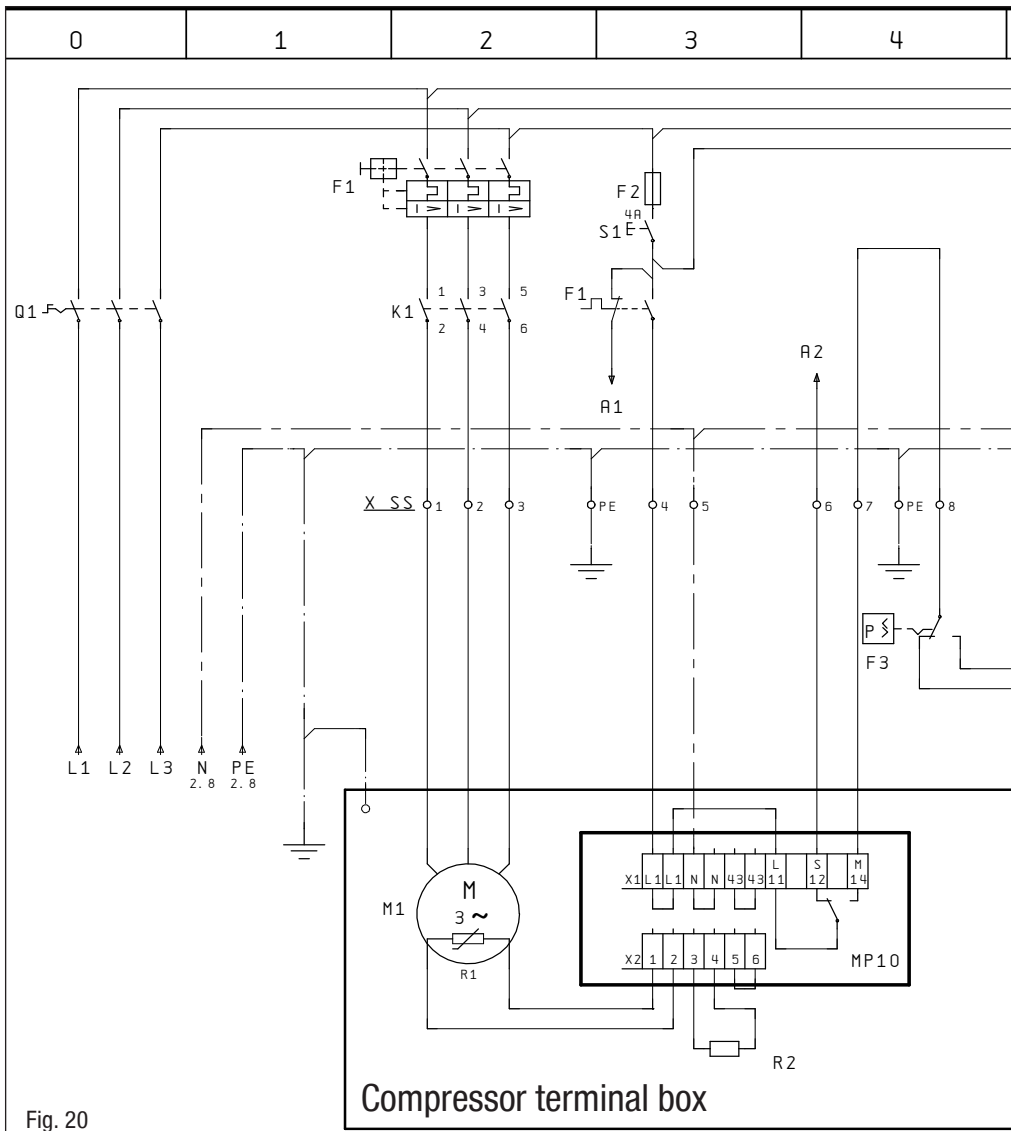 0 1 2 3 4
F1
I > I > I >
F2
4A
S1
Q1
K1
1 3 5
2 4 6
F1
A1
A2
X SS 1 2 3 PE 4 5 6 7 PE 8
P
F3
L1 L2 L3 N PE
2.8 2.8
M1
M
3 ~
R1
X1 L1 L1 N N 43 43 L 11 S 12 M 14
X2 1 2 3 4 5 6
MP10
R2
Compressor terminal box
Fig. 20